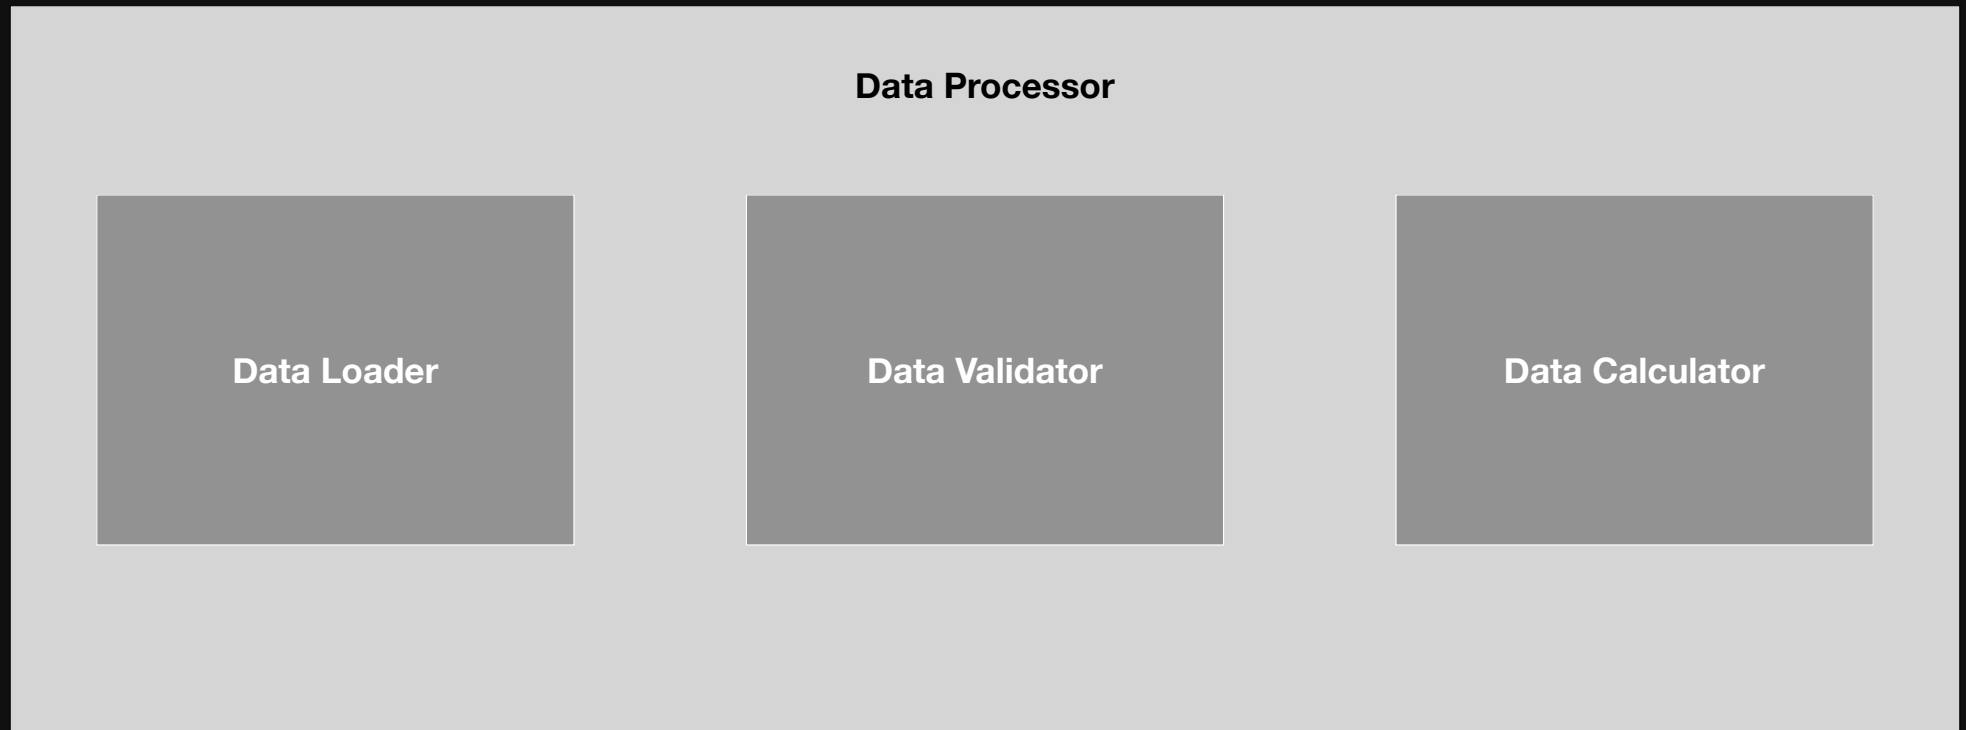 Data Processor
Data Loader
Data Validator
Data Calculator